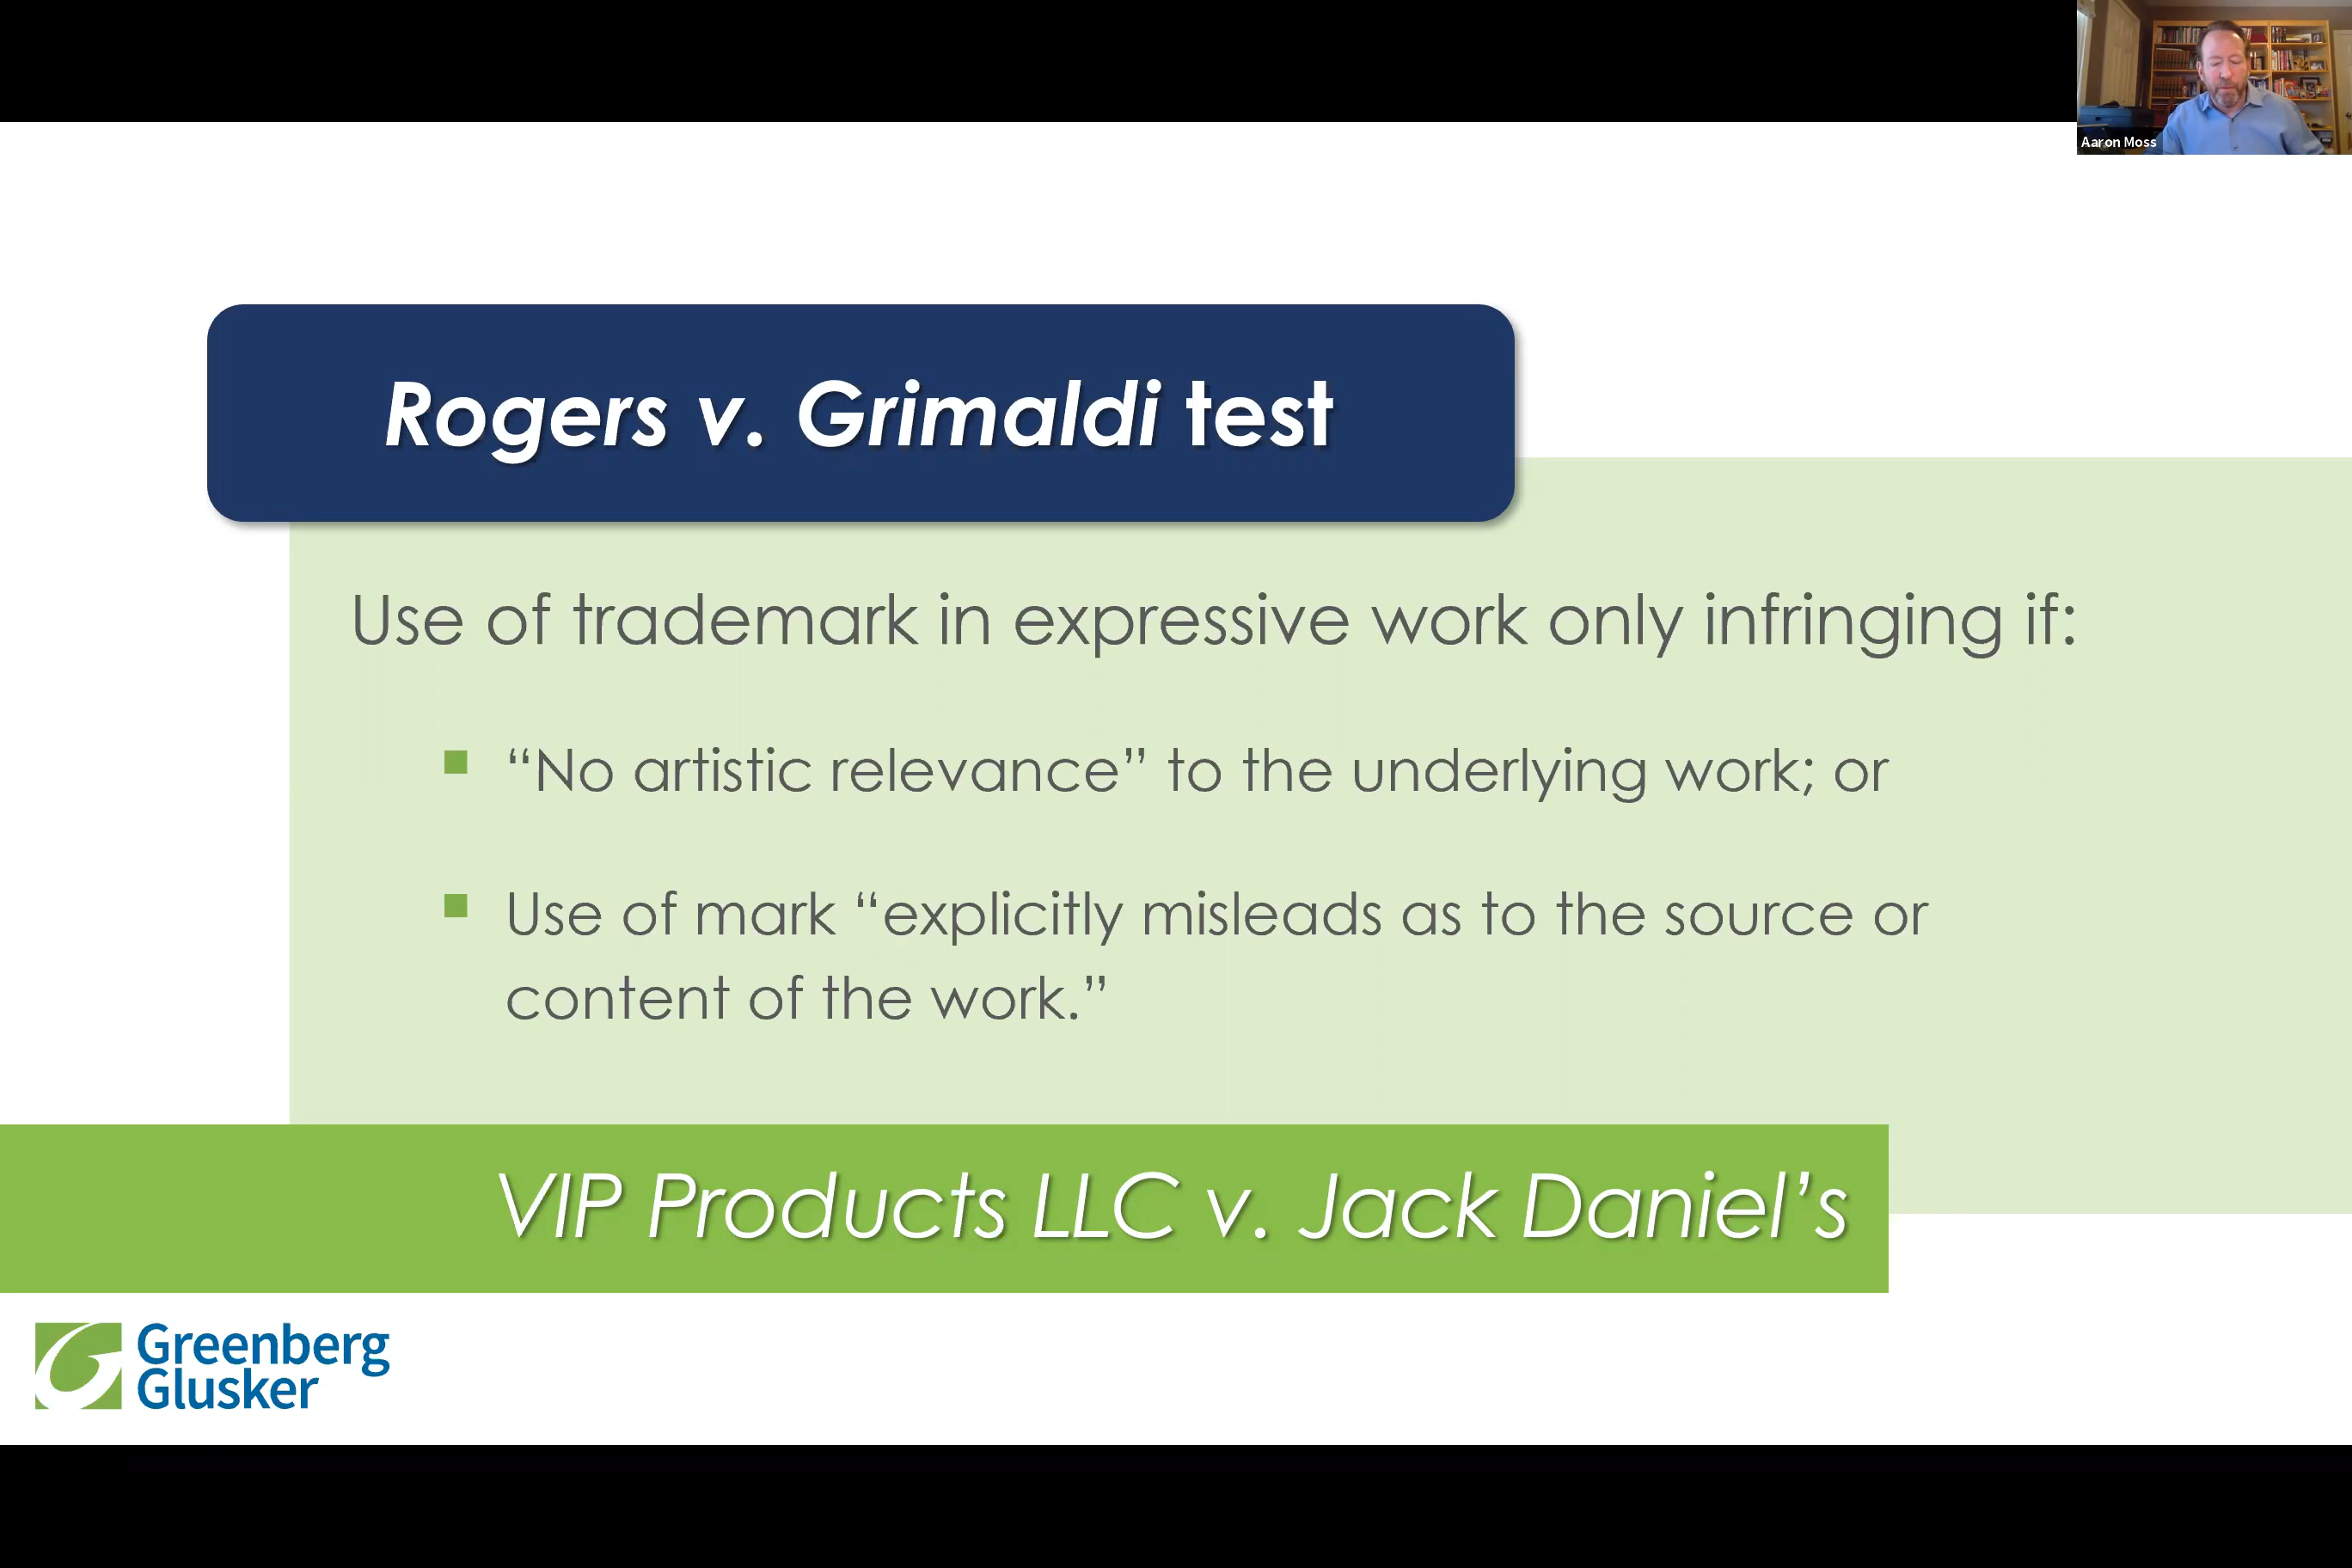 Aaron Moss
Rogers v. Grimaldi test
Use of trademark in expressive work only infringing if:
“No artistic relevance” to the underlying work; or
Use of mark “explicitly misleads as to the source or
content of the work.”
VIP Products LLC v. Jack Daniel’s
Greenberg
Glusker